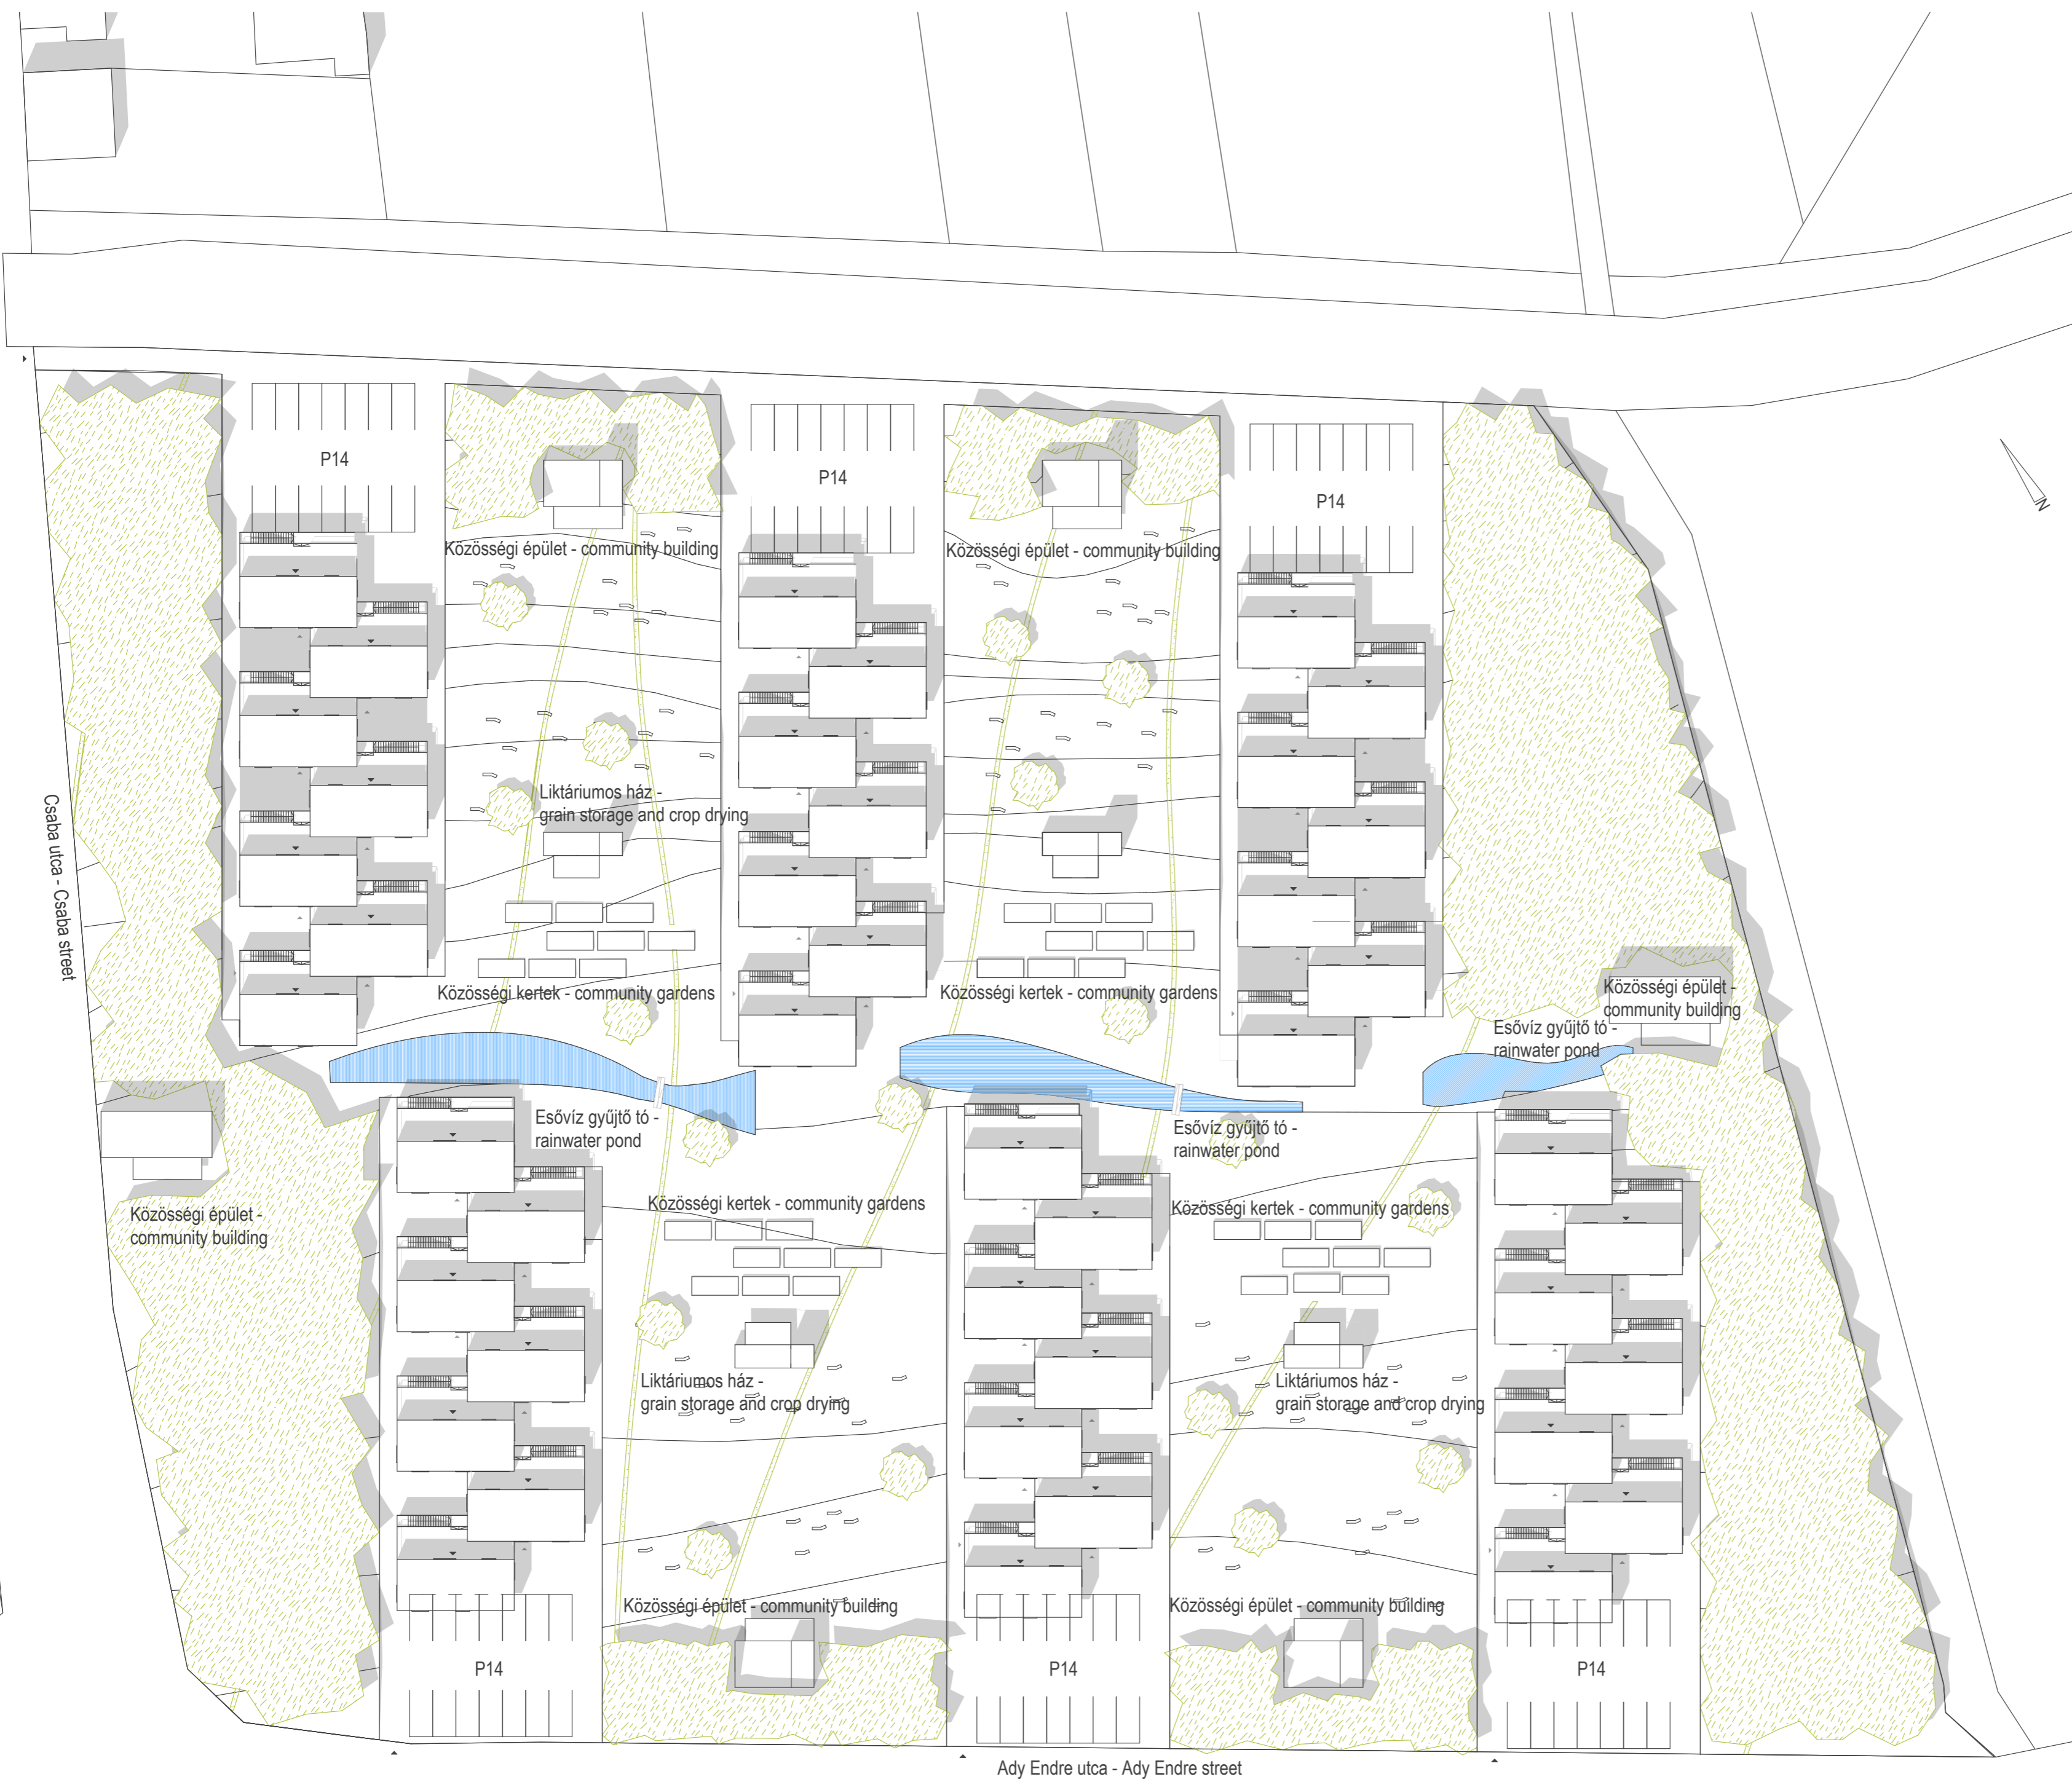 P14
P14
P14
N
Közösségi épület - community building
Közösségi épület - community building
Liktáriumos ház -
grain storage and crop drying
Csaba utca - Csaba street
Közösségi kertek - community gardens
Közösségi kertek - community gardens
Közösségi épület -
community building
Esővíz gyűjtő tó -
rainwater pond
Esővíz gyűjtő tó -
rainwater pond
Esővíz gyűjtő tó -
rainwater pond
Közösségi épület -
community building
Közösségi kertek - community gardens
Közösségi kertek - community gardens
Liktáriumos ház -
grain storage and crop drying
Liktáriumos ház -
grain storage and crop drying
Közösségi épület - community building
Közösségi épület - community building
P14
P14
P14
Ady Endre utca - Ady Endre street